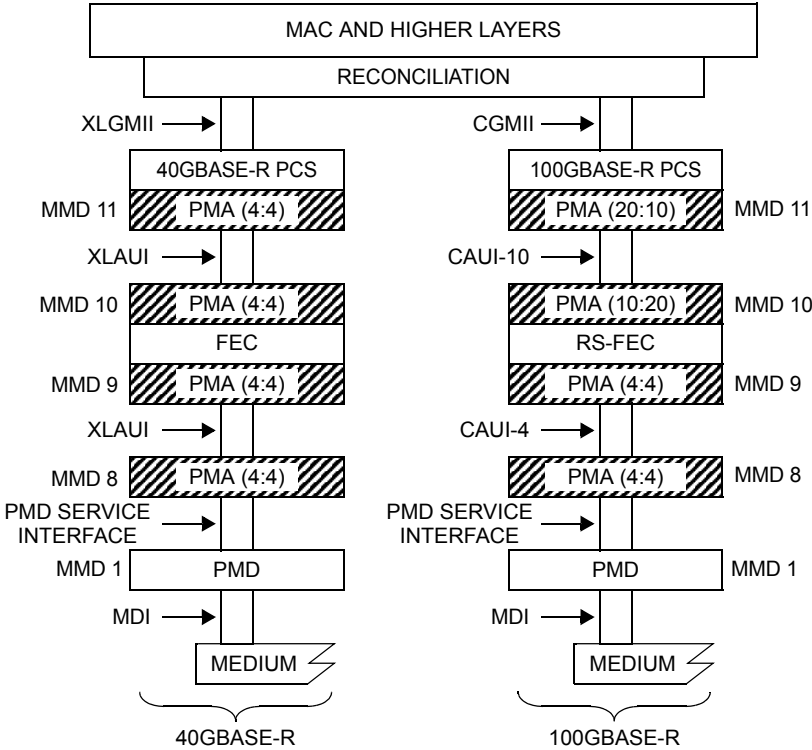 MAC AND HIGHER LAYERS
RECONCILIATION
XLGMII
CGMII
40GBASE-R PCS
100GBASE-R PCS
MMD 11
PMA (4:4)
PMA (20:10)
MMD 11
XLAUI
CAUI-10
MMD 10
PMA (4:4)
PMA (10:20)
MMD 10
FEC
RS-FEC
MMD 9
PMA (4:4)
PMA (4:4)
MMD 9
XLAUI
CAUI-4
MMD 8
PMA (4:4)
PMA (4:4)
MMD 8
PMD SERVICE
INTERFACE
PMD SERVICE
INTERFACE
MMD 1
PMD
PMD
MMD 1
MDI
MDI
MEDIUM
MEDIUM
40GBASE-R
100GBASE-R